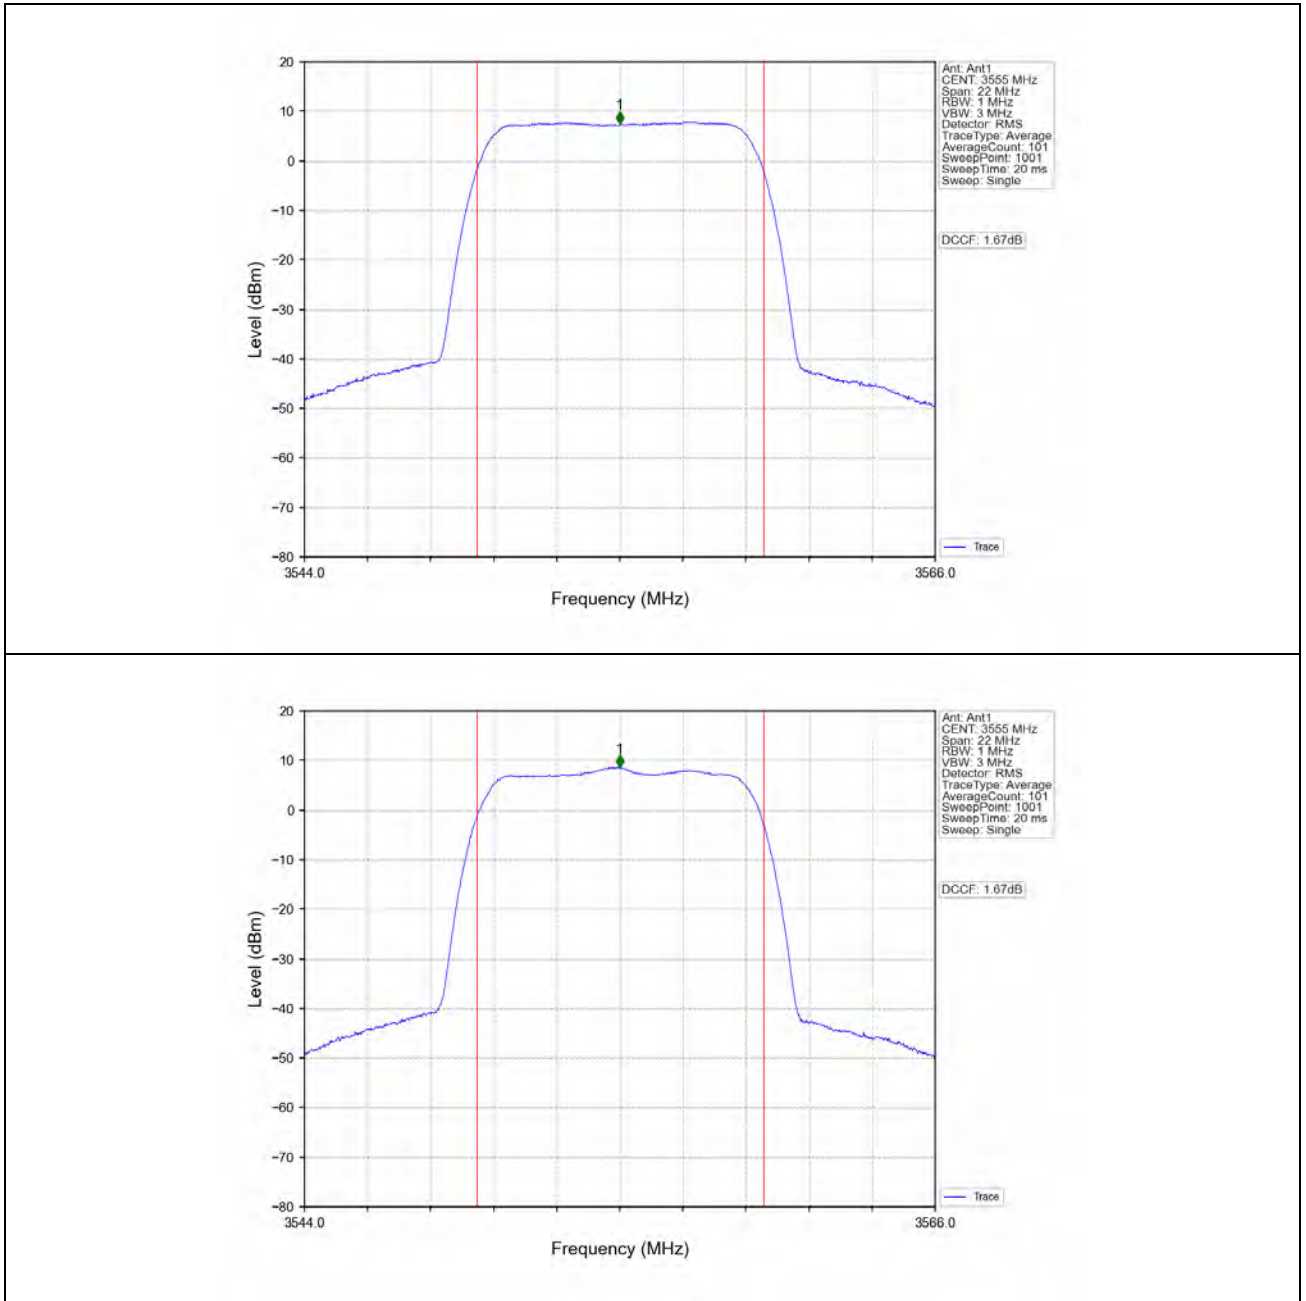 20
10
0
−10
−20
−30
−40
−50
−60
−70
−80
Level (dBm)
1
3544.0
3566.0
Frequency (MHz)
Ant: Ant1
CENT: 3555 MHz
Span: 22 MHz
RBW: 1 MHz
VBW: 3 MHz
Detector: RMS
TraceType: Average
AverageCount: 101
SweepPoint: 1001
SweepTime: 20 ms
Sweep: Single
DCCF: 1.67dB
Trace
20
10
0
−10
−20
−30
−40
−50
−60
−70
−80
Level (dBm)
1
3544.0
3566.0
Frequency (MHz)
Ant: Ant1
CENT: 3555 MHz
Span: 22 MHz
RBW: 1 MHz
VBW: 3 MHz
Detector: RMS
TraceType: Average
AverageCount: 101
SweepPoint: 1001
SweepTime: 20 ms
Sweep: Single
DCCF: 1.67dB
Trace